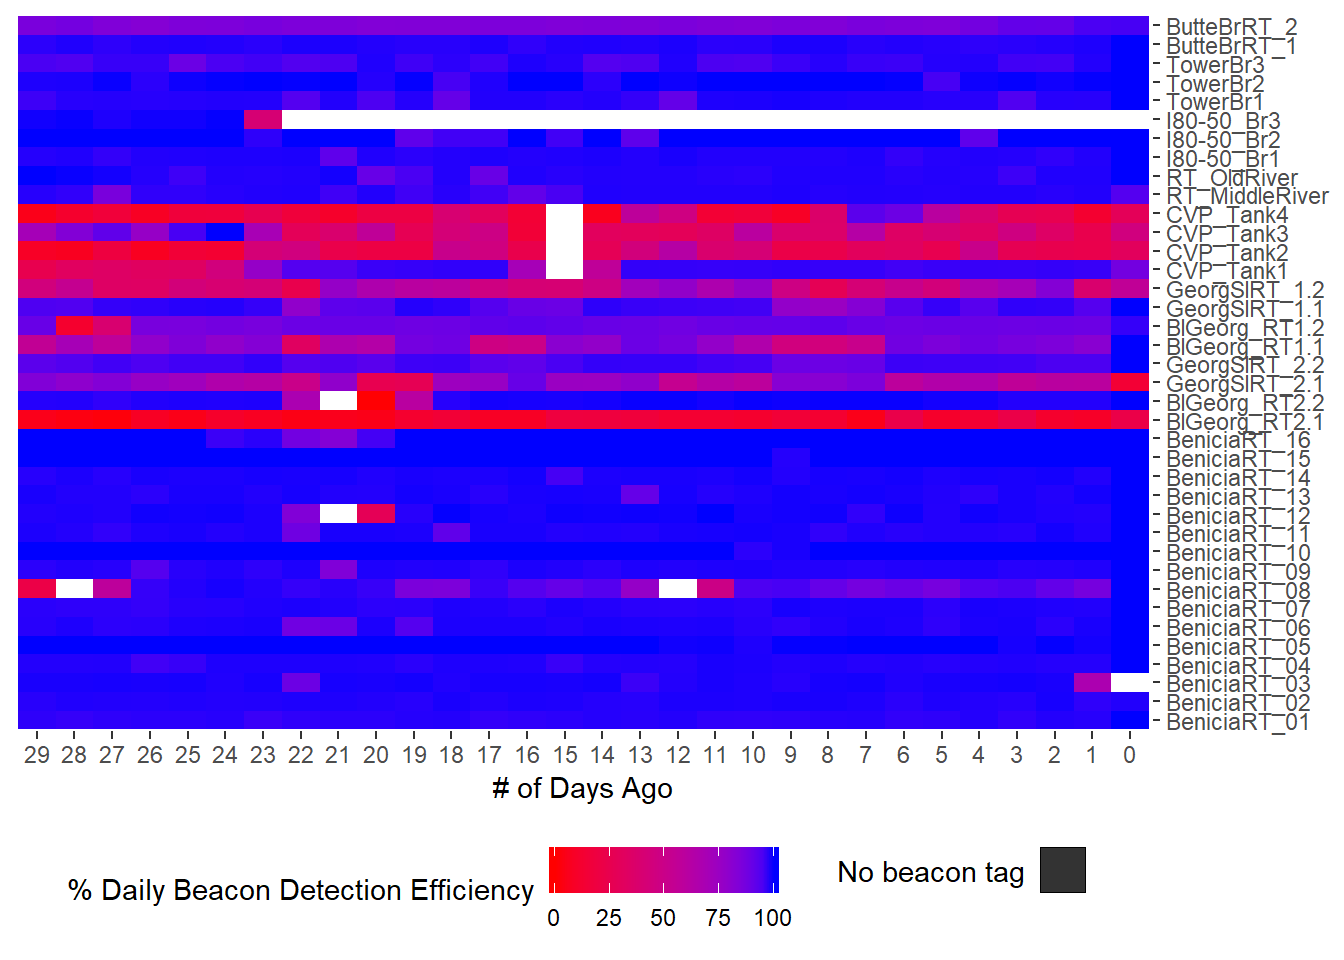 ButteBrRT_2
ButteBrRT_1
TowerBr3
TowerBr2
TowerBr1
I80-50_Br3
I80-50_Br2
I80-50_Br1
RT_OldRiver
RT_MiddleRiver
CVP_Tank4
CVP_Tank3
CVP_Tank2
CVP_Tank1
GeorgSlRT_1.2
GeorgSlRT_1.1
BlGeorg_RT1.2
BlGeorg_RT1.1
GeorgSlRT_2.2
GeorgSlRT_2.1
BlGeorg_RT2.2
BlGeorg_RT2.1
BeniciaRT_16
BeniciaRT_15
BeniciaRT_14
BeniciaRT_13
BeniciaRT_12
BeniciaRT_11
BeniciaRT_10
BeniciaRT_09
BeniciaRT_08
BeniciaRT_07
BeniciaRT_06
BeniciaRT_05
BeniciaRT_04
BeniciaRT_03
BeniciaRT_02
BeniciaRT_01
29 28 27 26 25 24 23 22 21 20 19 18 17 16 15 14 13 12 11 10 9 8 7 6 5 4 3 2 1 0
# of Days Ago
% Daily Beacon Detection Efficiency
0 25 50 75 100
No beacon tag